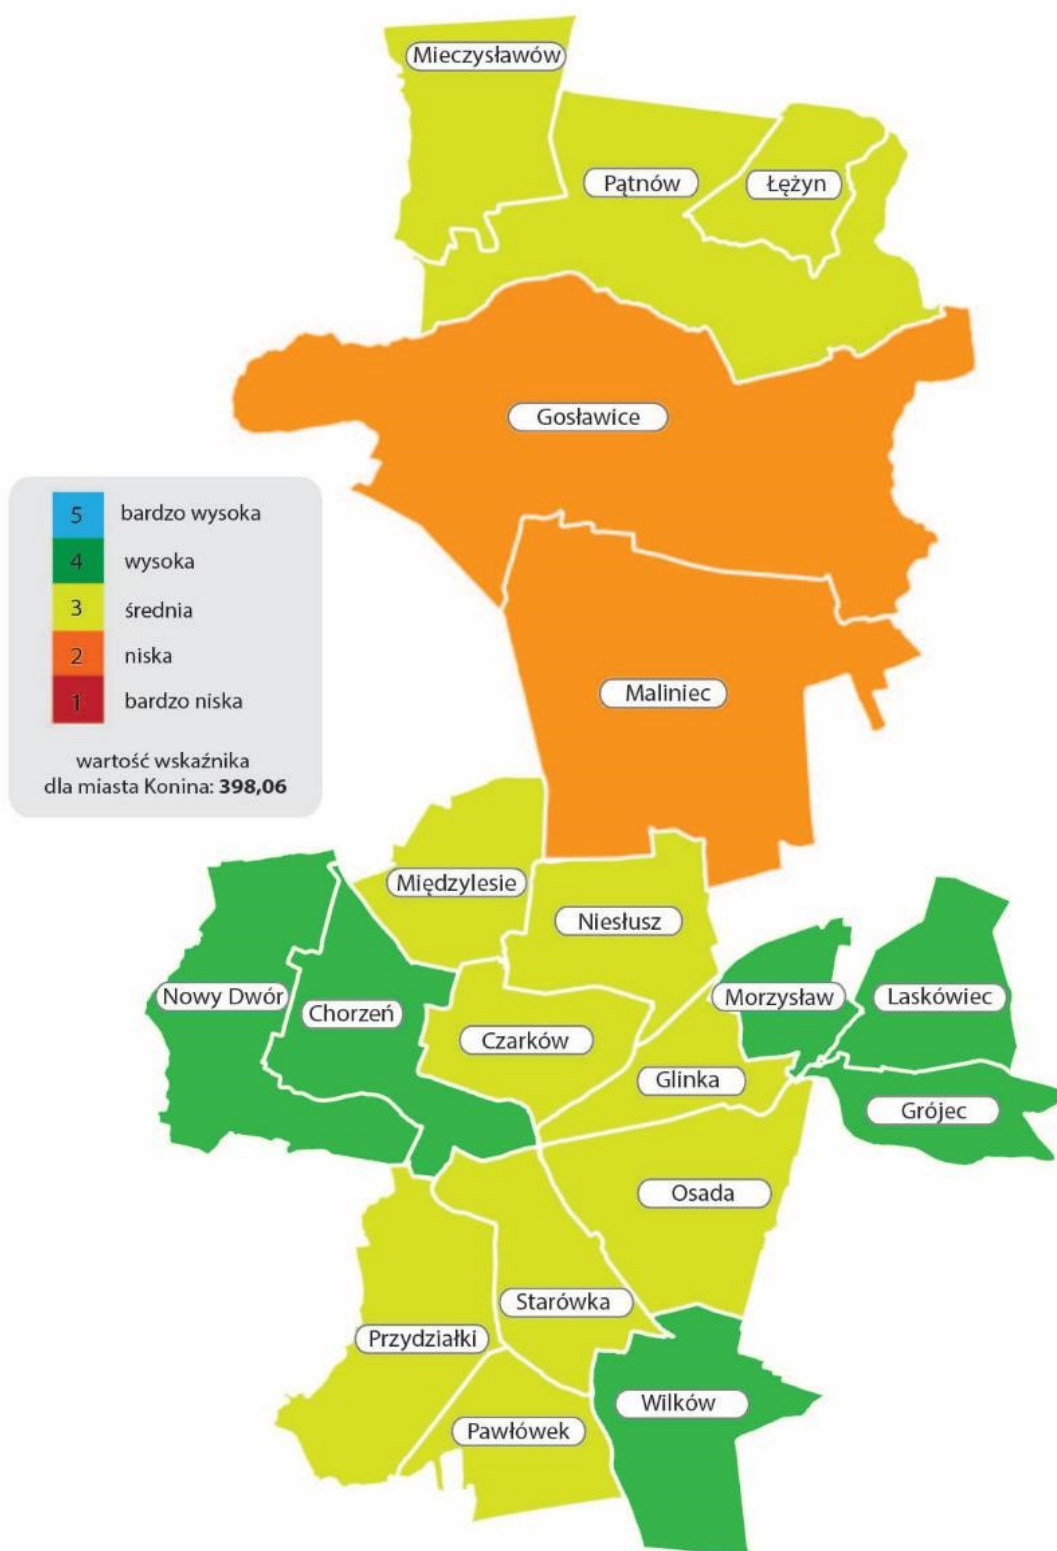 Mieczysławów
Pątnów
Łężyn
Gosławice
5 bardzo wysoka
4 wysoka
3 średnia
2 niska
1 bardzo niska
wartość wskaźnika
dla miasta Konina: 398,06
Maliniec
Międzylesie
Niesłusz
Nowy Dwór
Chorzeń
Morzysław
Laskówiec
Czarków
Glinka
Grójec
Osada
Starówka
Przydziałki
Wilków
Pawłówek